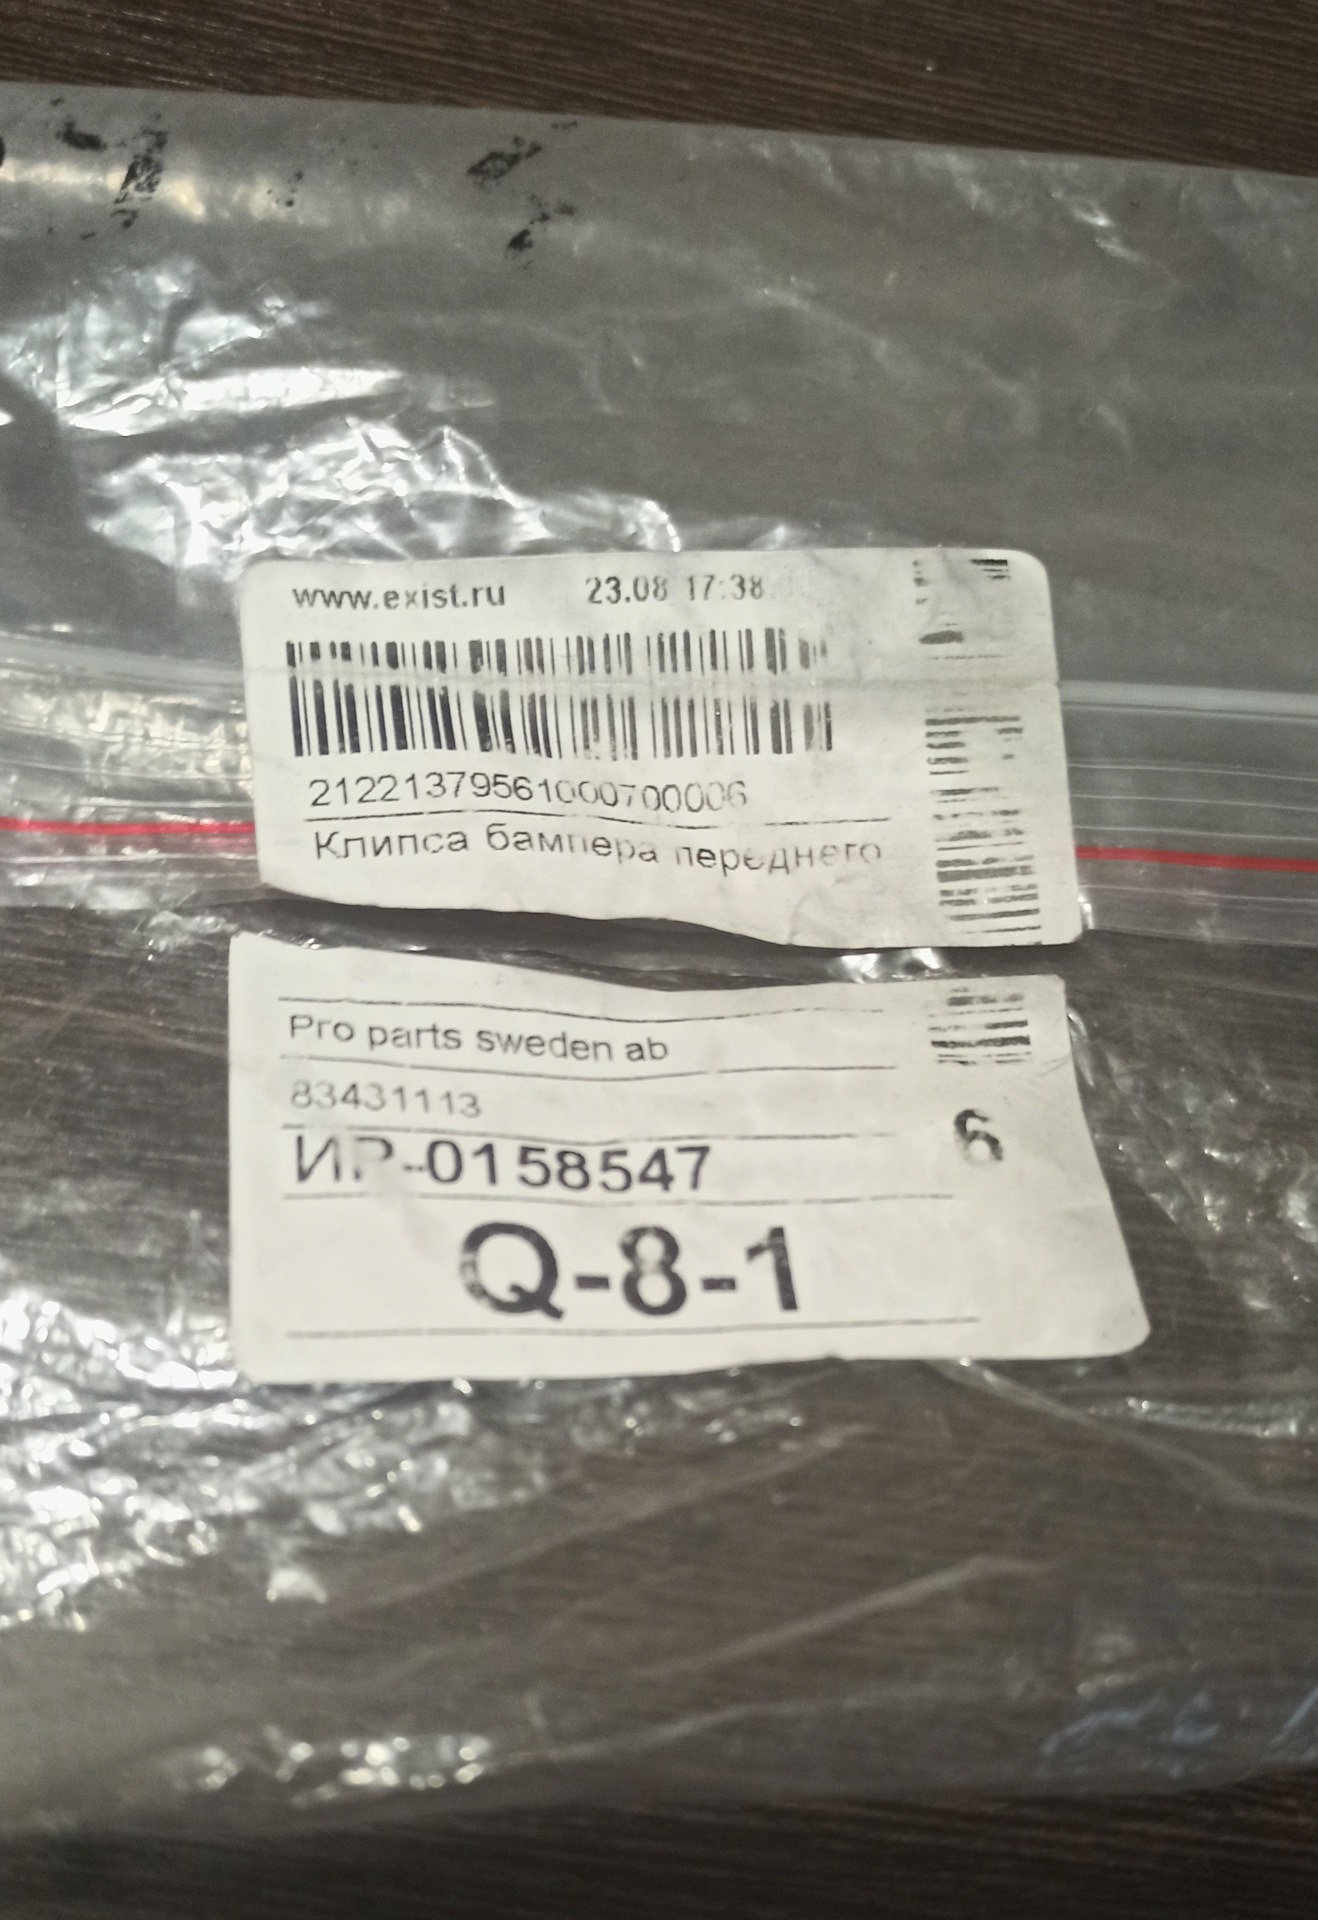 www.exist.ru 23.08 17:38
21221379561000700006
Клипса бампера переднего
Pro parts sweden ab
83431113
ИР-0158547
6
Q-8-1